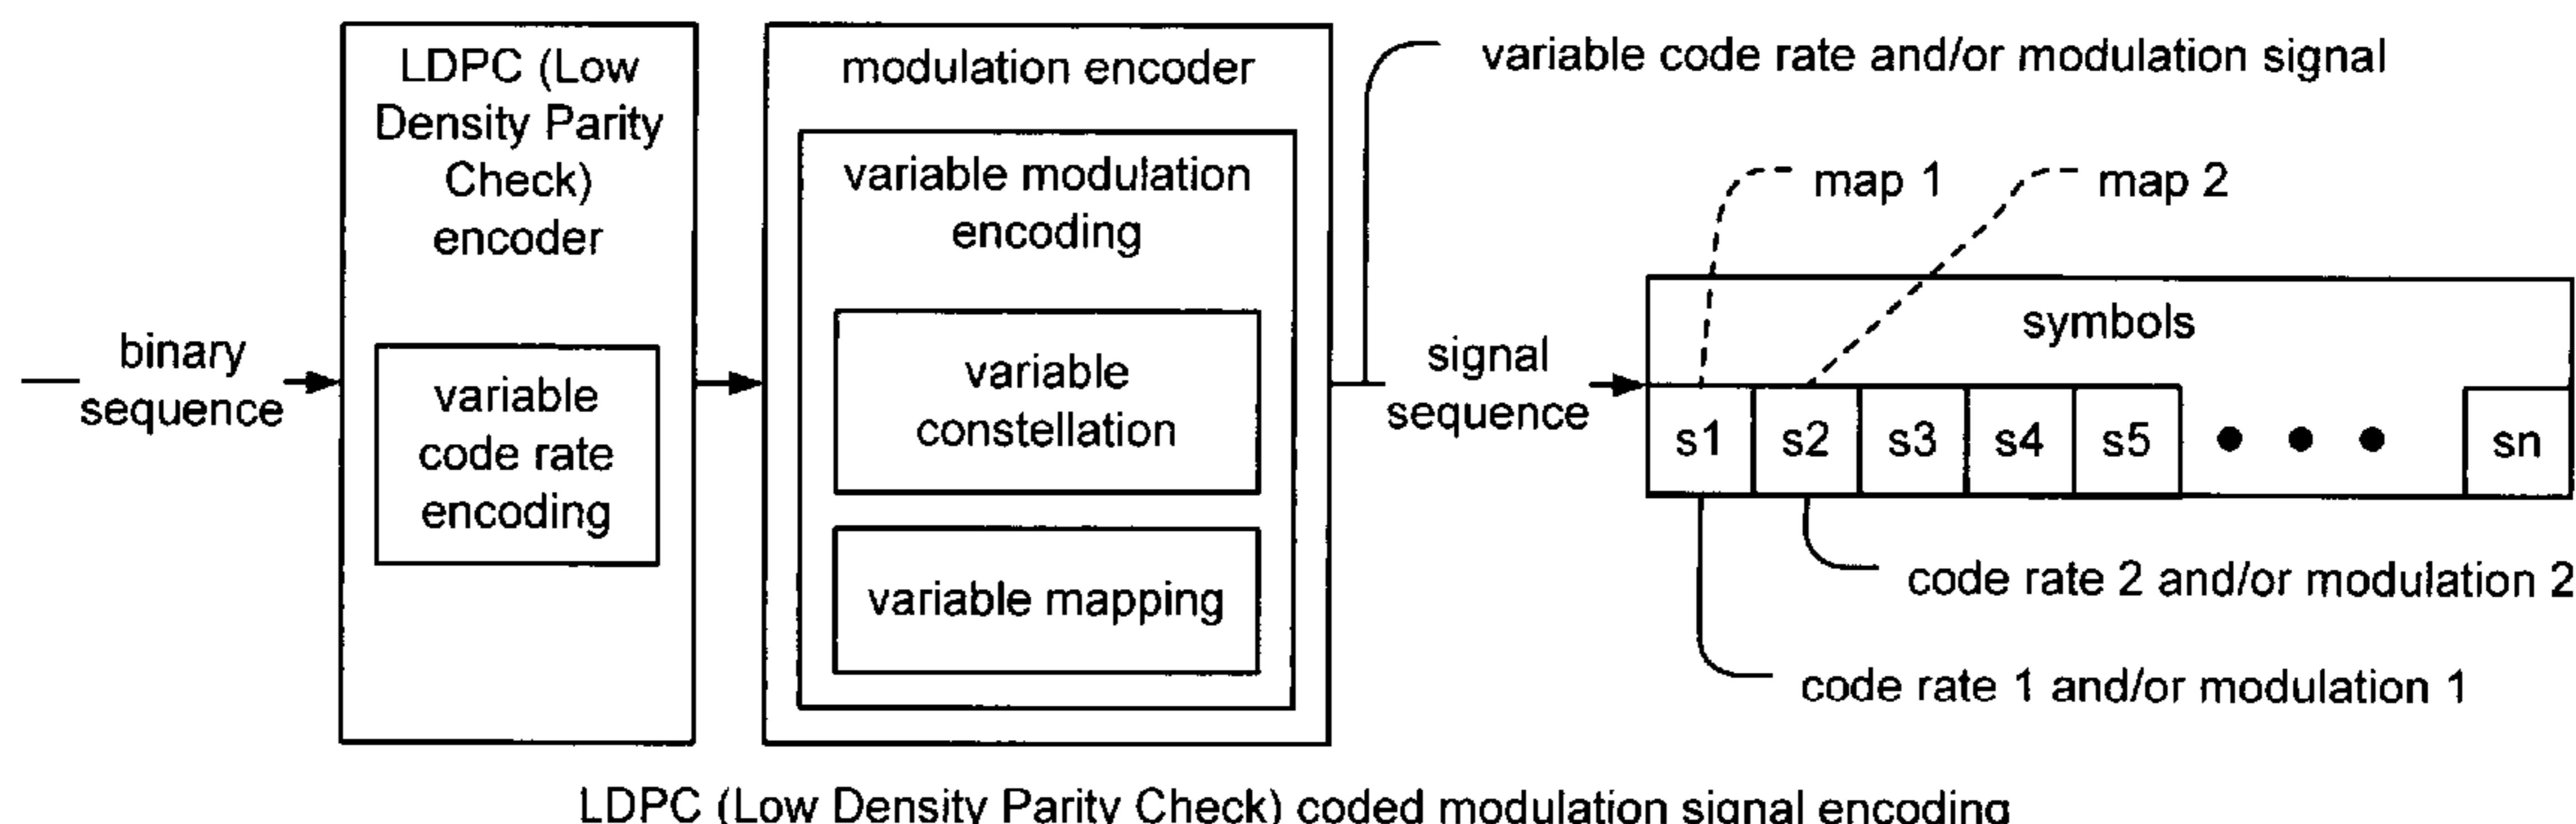 binary
sequence
LDPC (Low
Density Parity
Check)
encoder
variable
code rate
encoding
modulation encoder
variable modulation
encoding
variable
constellation
variable mapping
variable code rate and/or modulation signal
signal
sequence
map 1
map 2
symbols
s1 s2 s3 s4 s5 sn
code rate 2 and/or modulation 2
code rate 1 and/or modulation 1
LDPC (Low Density Parity Check) coded modulation signal encoding